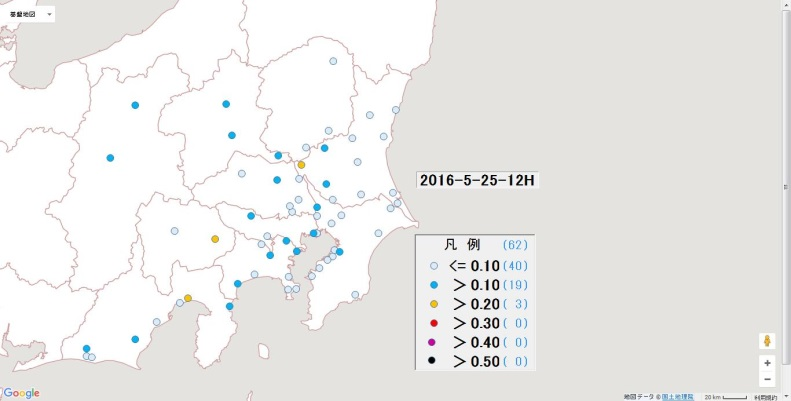 基盤地図
2016-5-25-12H
凡 例 (62)
<= 0.10 (40)
> 0.10 (19)
> 0.20 ( 3)
> 0.30 ( 0)
> 0.40 ( 0)
> 0.50 ( 0)
+
−
Google
地図データ © 国土地理院 20 km 利用規約